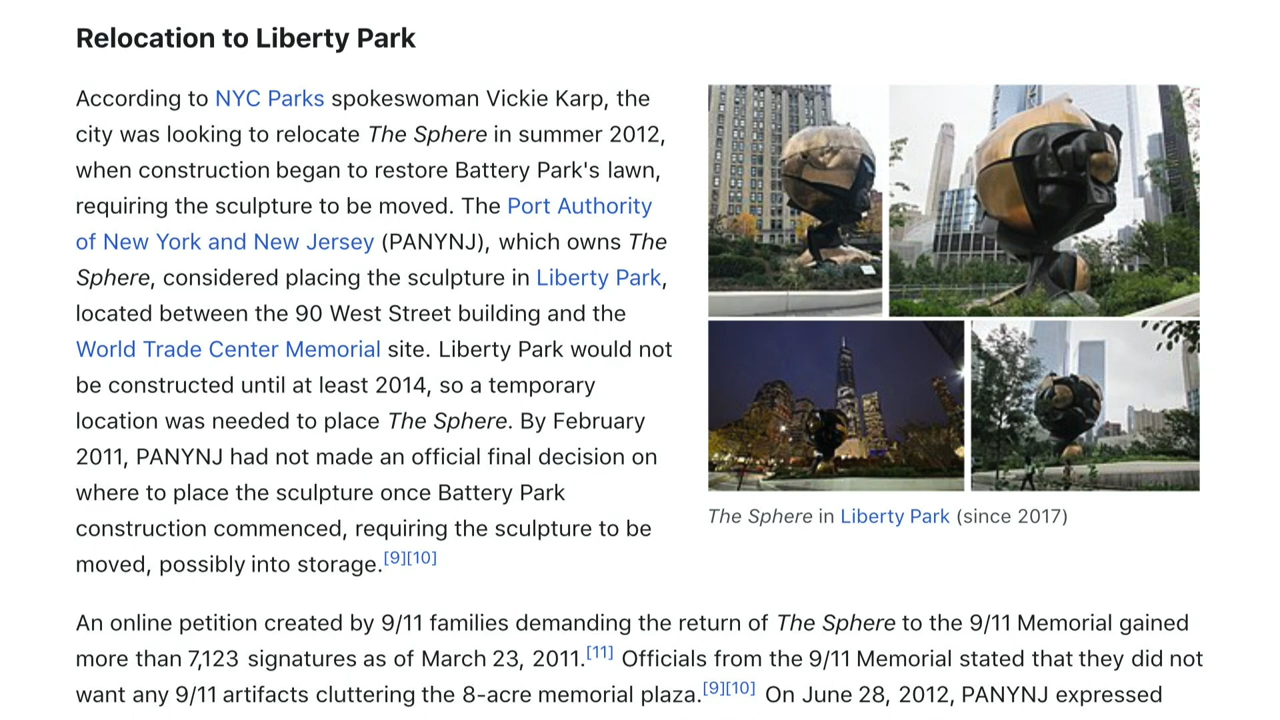 Relocation to Liberty Park
According to NYC Parks spokeswoman Vickie Karp, the
city was looking to relocate The Sphere in summer 2012,
when construction began to restore Battery Park's lawn,
requiring the sculpture to be moved. The Port Authority
of New York and New Jersey (PANYNJ), which owns The
Sphere, considered placing the sculpture in Liberty Park,
located between the 90 West Street building and the
World Trade Center Memorial site. Liberty Park would not
be constructed until at least 2014, so a temporary
location was needed to place The Sphere. By February
2011, PANYNJ had not made an official final decision on
where to place the sculpture once Battery Park
construction commenced, requiring the sculpture to be
moved, possibly into storage.[9][10]
The Sphere in Liberty Park (since 2017)
An online petition created by 9/11 families demanding the return of The Sphere to the 9/11 Memorial gained
more than 7,123 signatures as of March 23, 2011.[11] Officials from the 9/11 Memorial stated that they did not
want any 9/11 artifacts cluttering the 8-acre memorial plaza.[9][10] On June 28, 2012, PANYNJ expressed